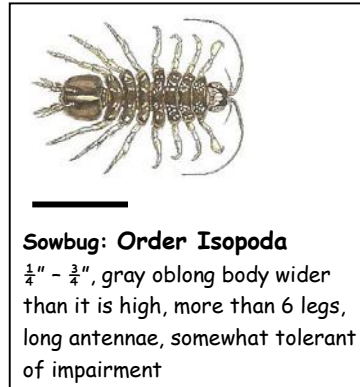 Sowbug: Order Isopoda
¼" - ¾", gray oblong body wider
than it is high, more than 6 legs,
long antennae, somewhat tolerant
of impairment